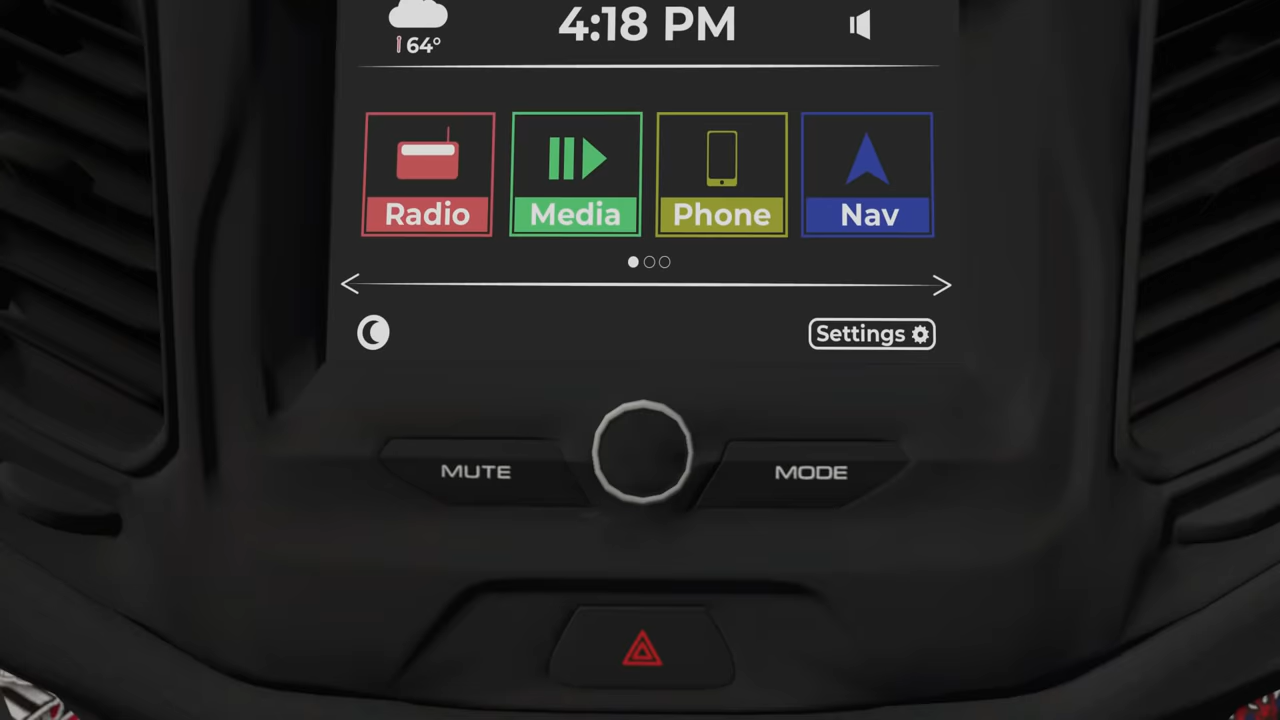 4:18 PM
64°
Radio
Media
Phone
Nav
Settings
MUTE
MODE